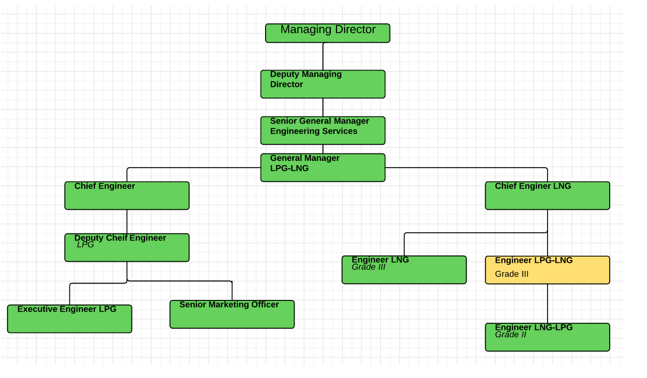 Managing Director
Deputy Managing
Director
Senior General Manager
Engineering Services
General Manager
LPG-LNG
Chief Engineer
Chief Enginer LNG
Deputy Cheif Engineer
LPG
Engineer LNG
Grade III
Engineer LPG-LNG
Grade III
Executive Engineer LPG
Senior Marketing Officer
Engineer LNG-LPG
Grade II